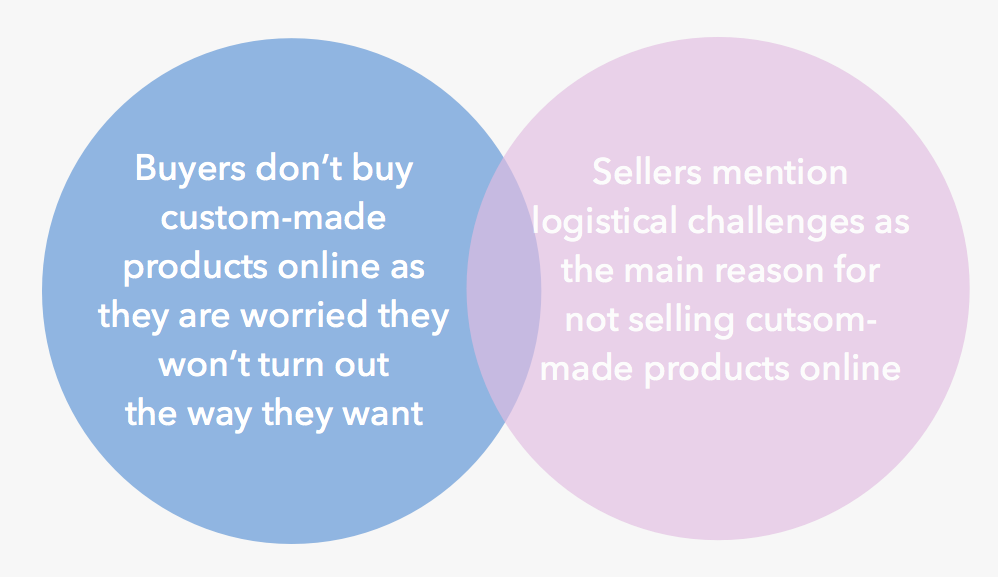 Buyers don’t buy
custom-made
products online as
they are worried they
won’t turn out
the way they want
Sellers mention
logistical challenges as
the main reason for
not selling cutsom-
made products online